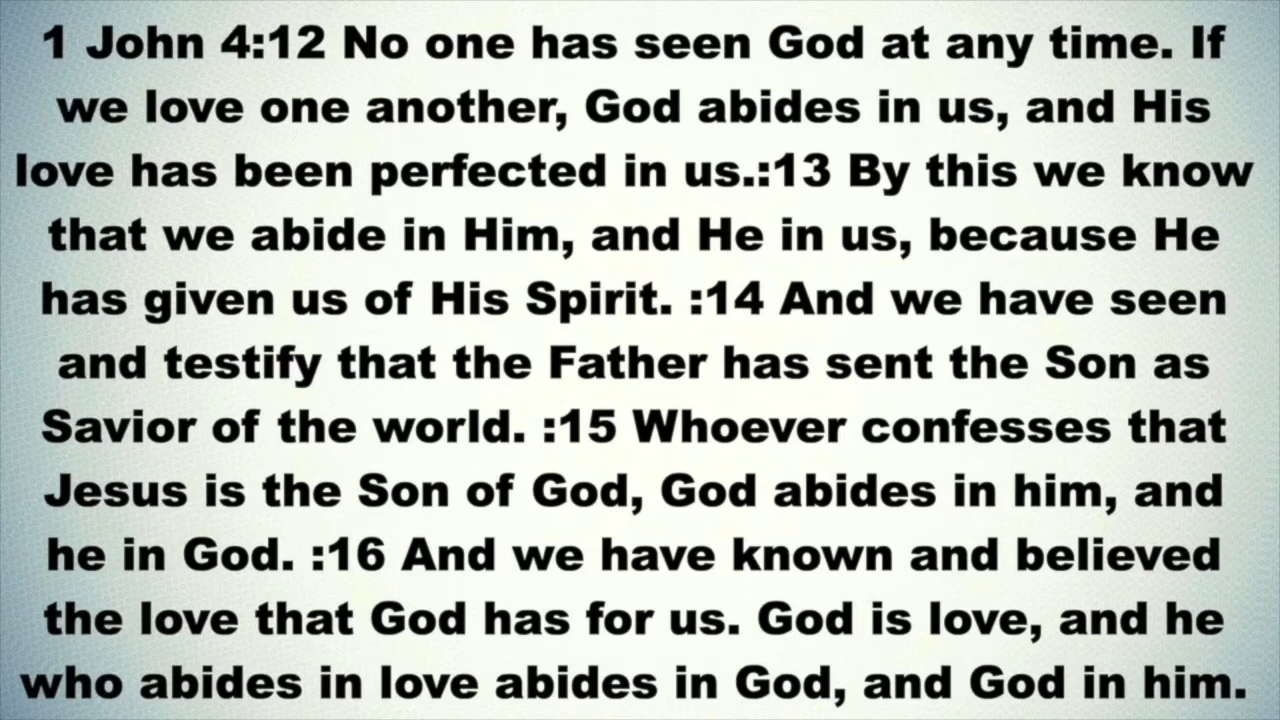 1 John 4:12 No one has seen God at any time. If
we love one another, God abides in us, and His
love has been perfected in us.:13 By this we know
that we abide in Him, and He in us, because He
has given us of His Spirit. :14 And we have seen
and testify that the Father has sent the Son as
Savior of the world. :15 Whoever confesses that
Jesus is the Son of God, God abides in him, and
he in God. :16 And we have known and believed
the love that God has for us. God is love, and he
who abides in love abides in God, and God in him.